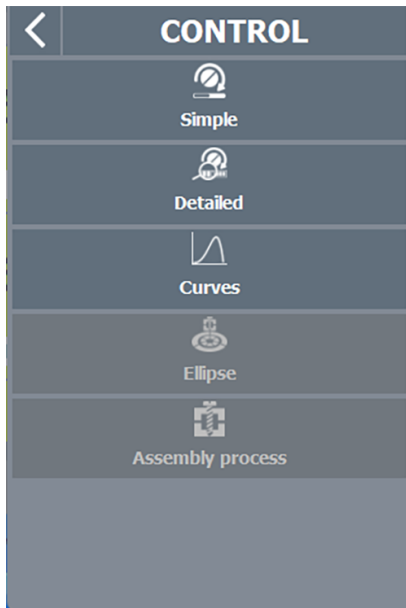 CONTROL
Simple
Detailed
Curves
Ellipse
Assembly process